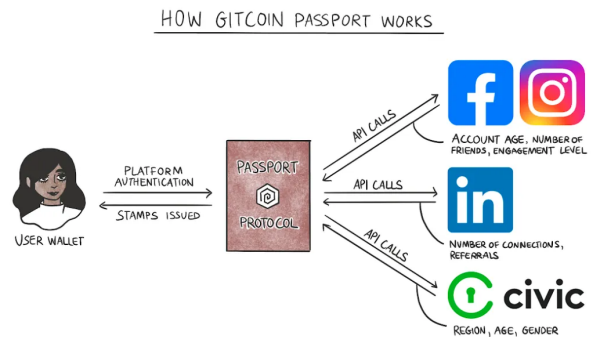 HOW GITCOIN PASSPORT WORKS
API CALLS
ACCOUNT AGE, NUMBER OF
FRIENDS, ENGAGEMENT LEVEL
PLATFORM
AUTHENTICATION
STAMPS ISSUED
USER WALLET
PASSPORT
PROTOCOL
API CALLS
in
NUMBER OF CONNECTIONS,
REFERRALS
API CALLS
civic
REGION, AGE, GENDER